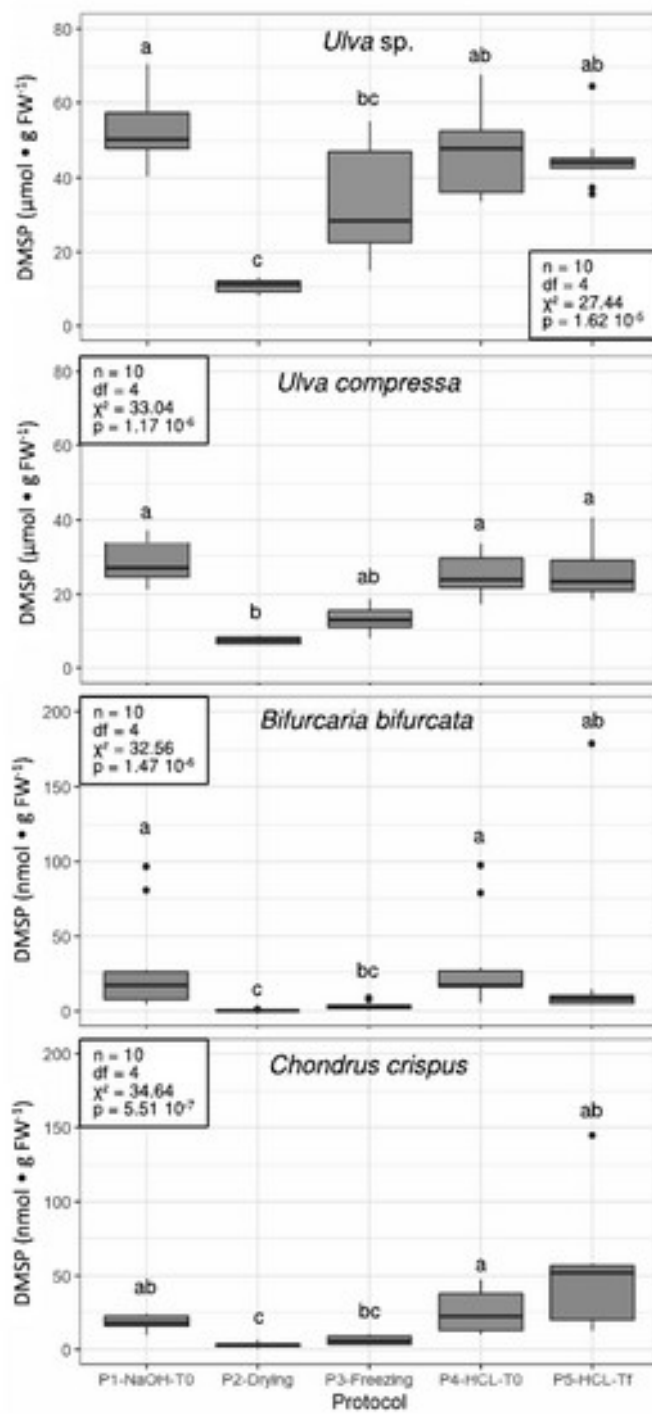 80
60
40
20
0
DMSP (µmol • g FW⁻¹)
Ulva sp.
a
c
bc
ab
ab
n = 10
df = 4
χ² = 27.44
p = 1.62 10⁻⁵
80
60
40
20
0
DMSP (µmol • g FW⁻¹)
n = 10
df = 4
χ² = 33.04
p = 1.17 10⁻⁶
Ulva compressa
a
b
ab
a
a
200
150
100
50
0
DMSP (nmol • g FW⁻¹)
n = 10
df = 4
χ² = 32.56
p = 1.47 10⁻⁶
Bifurcaria bifurcata
a
c
bc
a
ab
200
150
100
50
0
DMSP (nmol • g FW⁻¹)
n = 10
df = 4
χ² = 34.64
p = 5.51 10⁻⁷
Chondrus crispus
ab
c
bc
a
ab
P1-NaOH-T0 P2-Drying P3-Freezing P4-HCL-T0 P5-HCL-Tf
Protocol